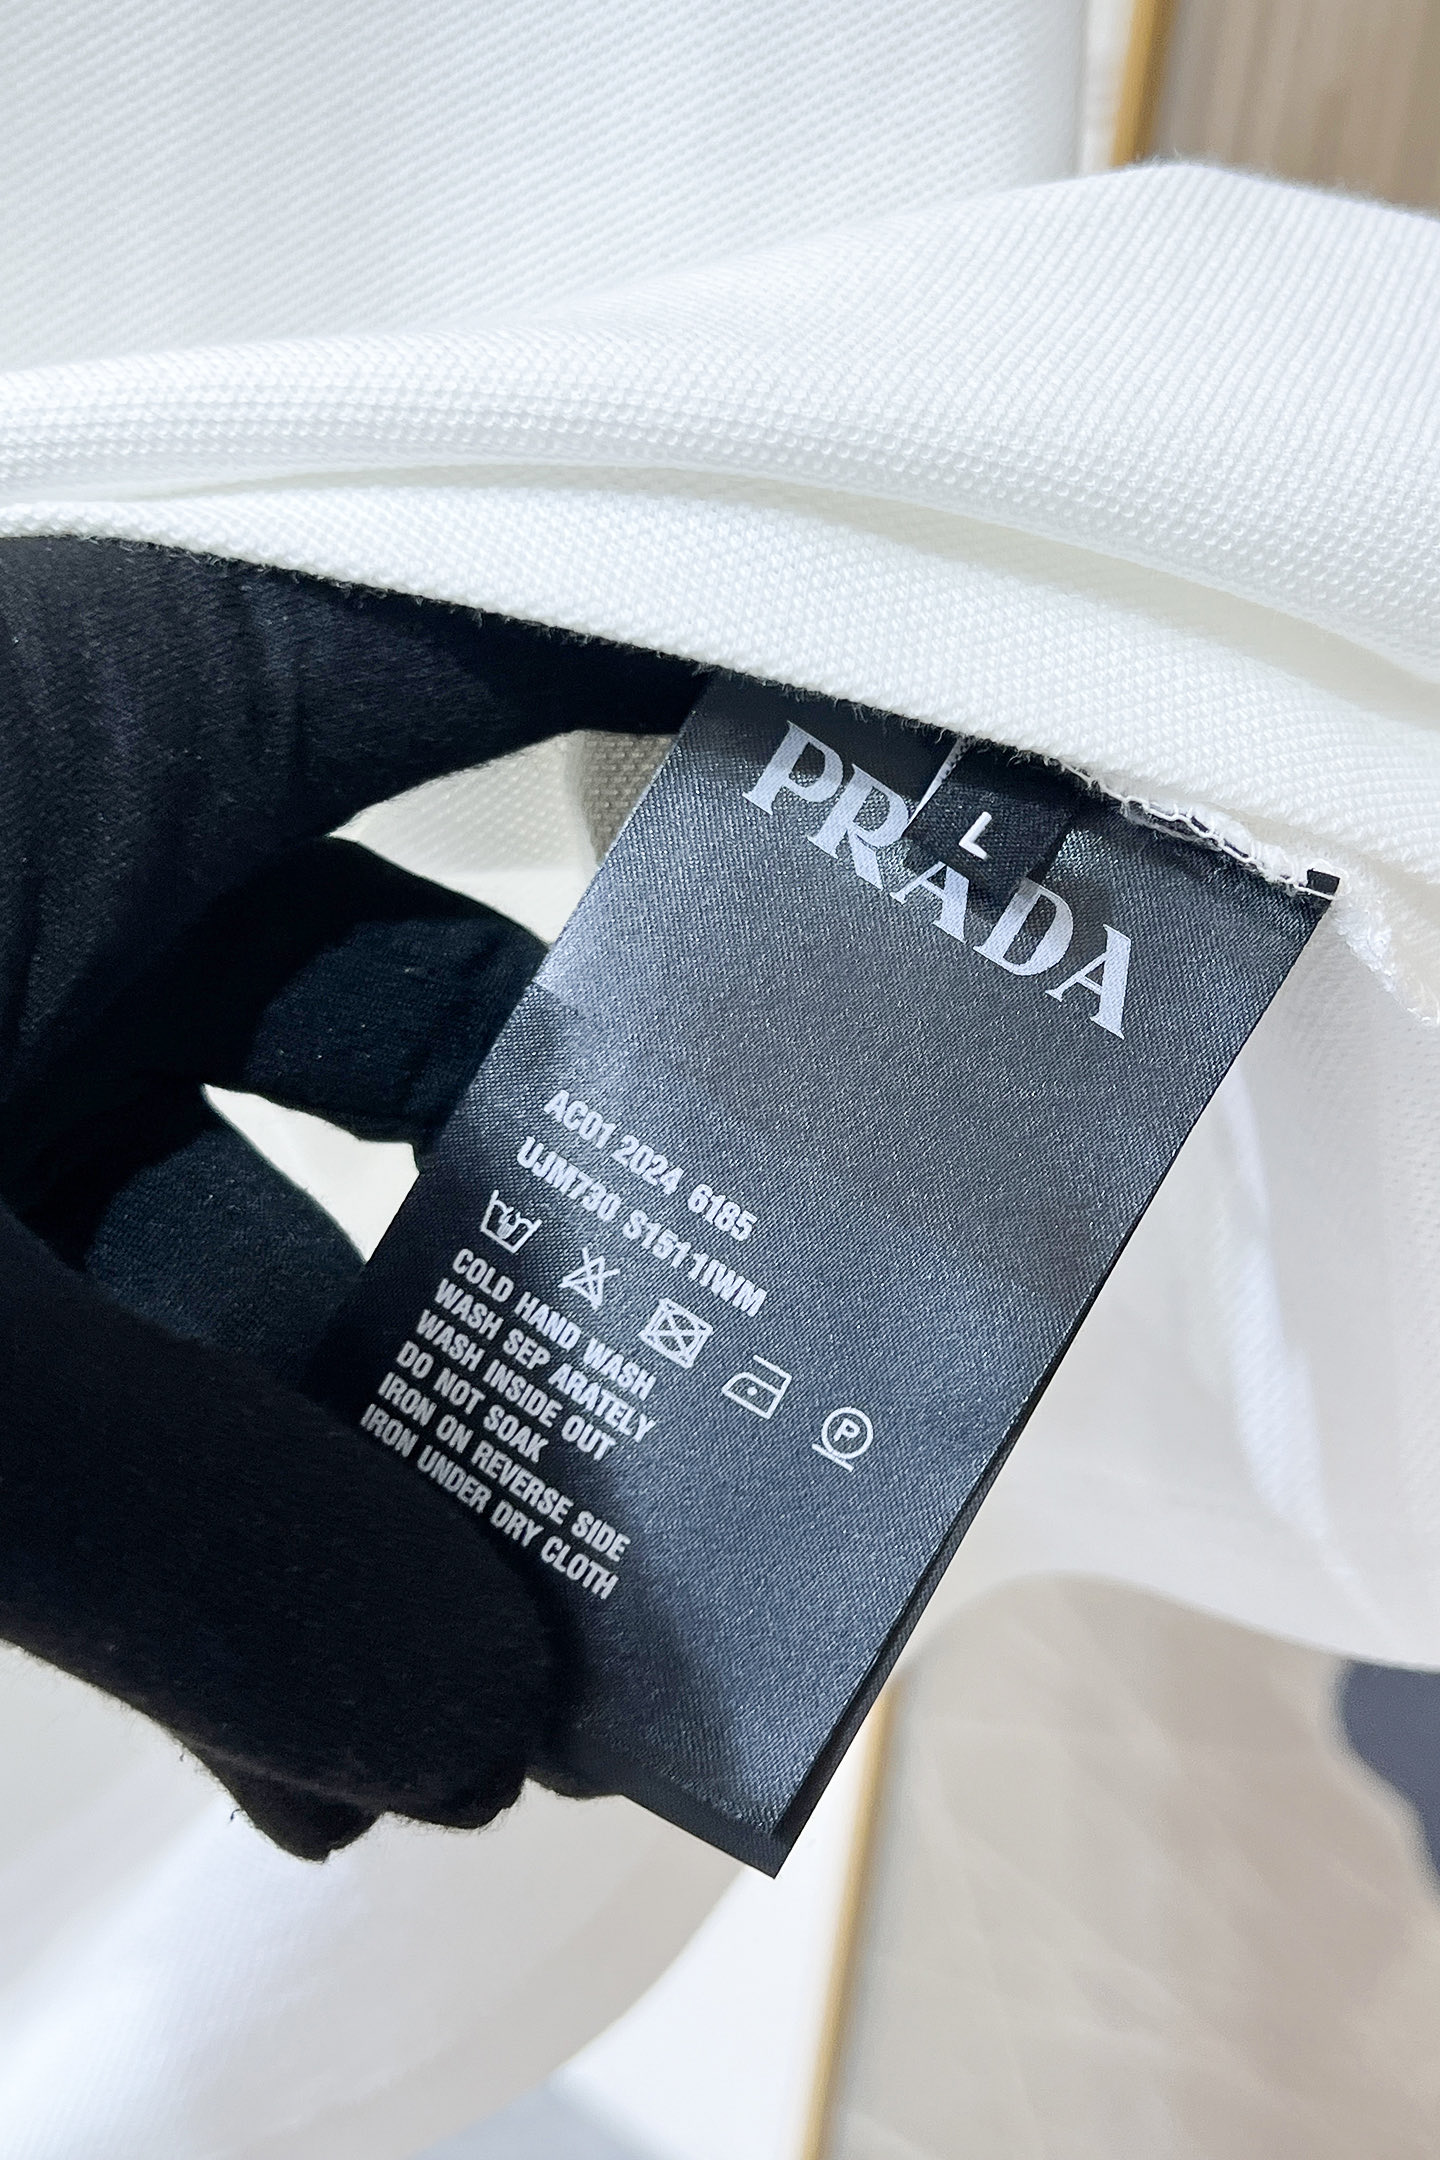 L
PRADA
AC01 2024 6185
UJM730 S151 1IWM
P
COLD HAND WASH
WASH SEP ARATELY
WASH INSIDE OUT
DO NOT SOAK
IRON ON REVERSE SIDE
IRON UNDER DRY CLOTH